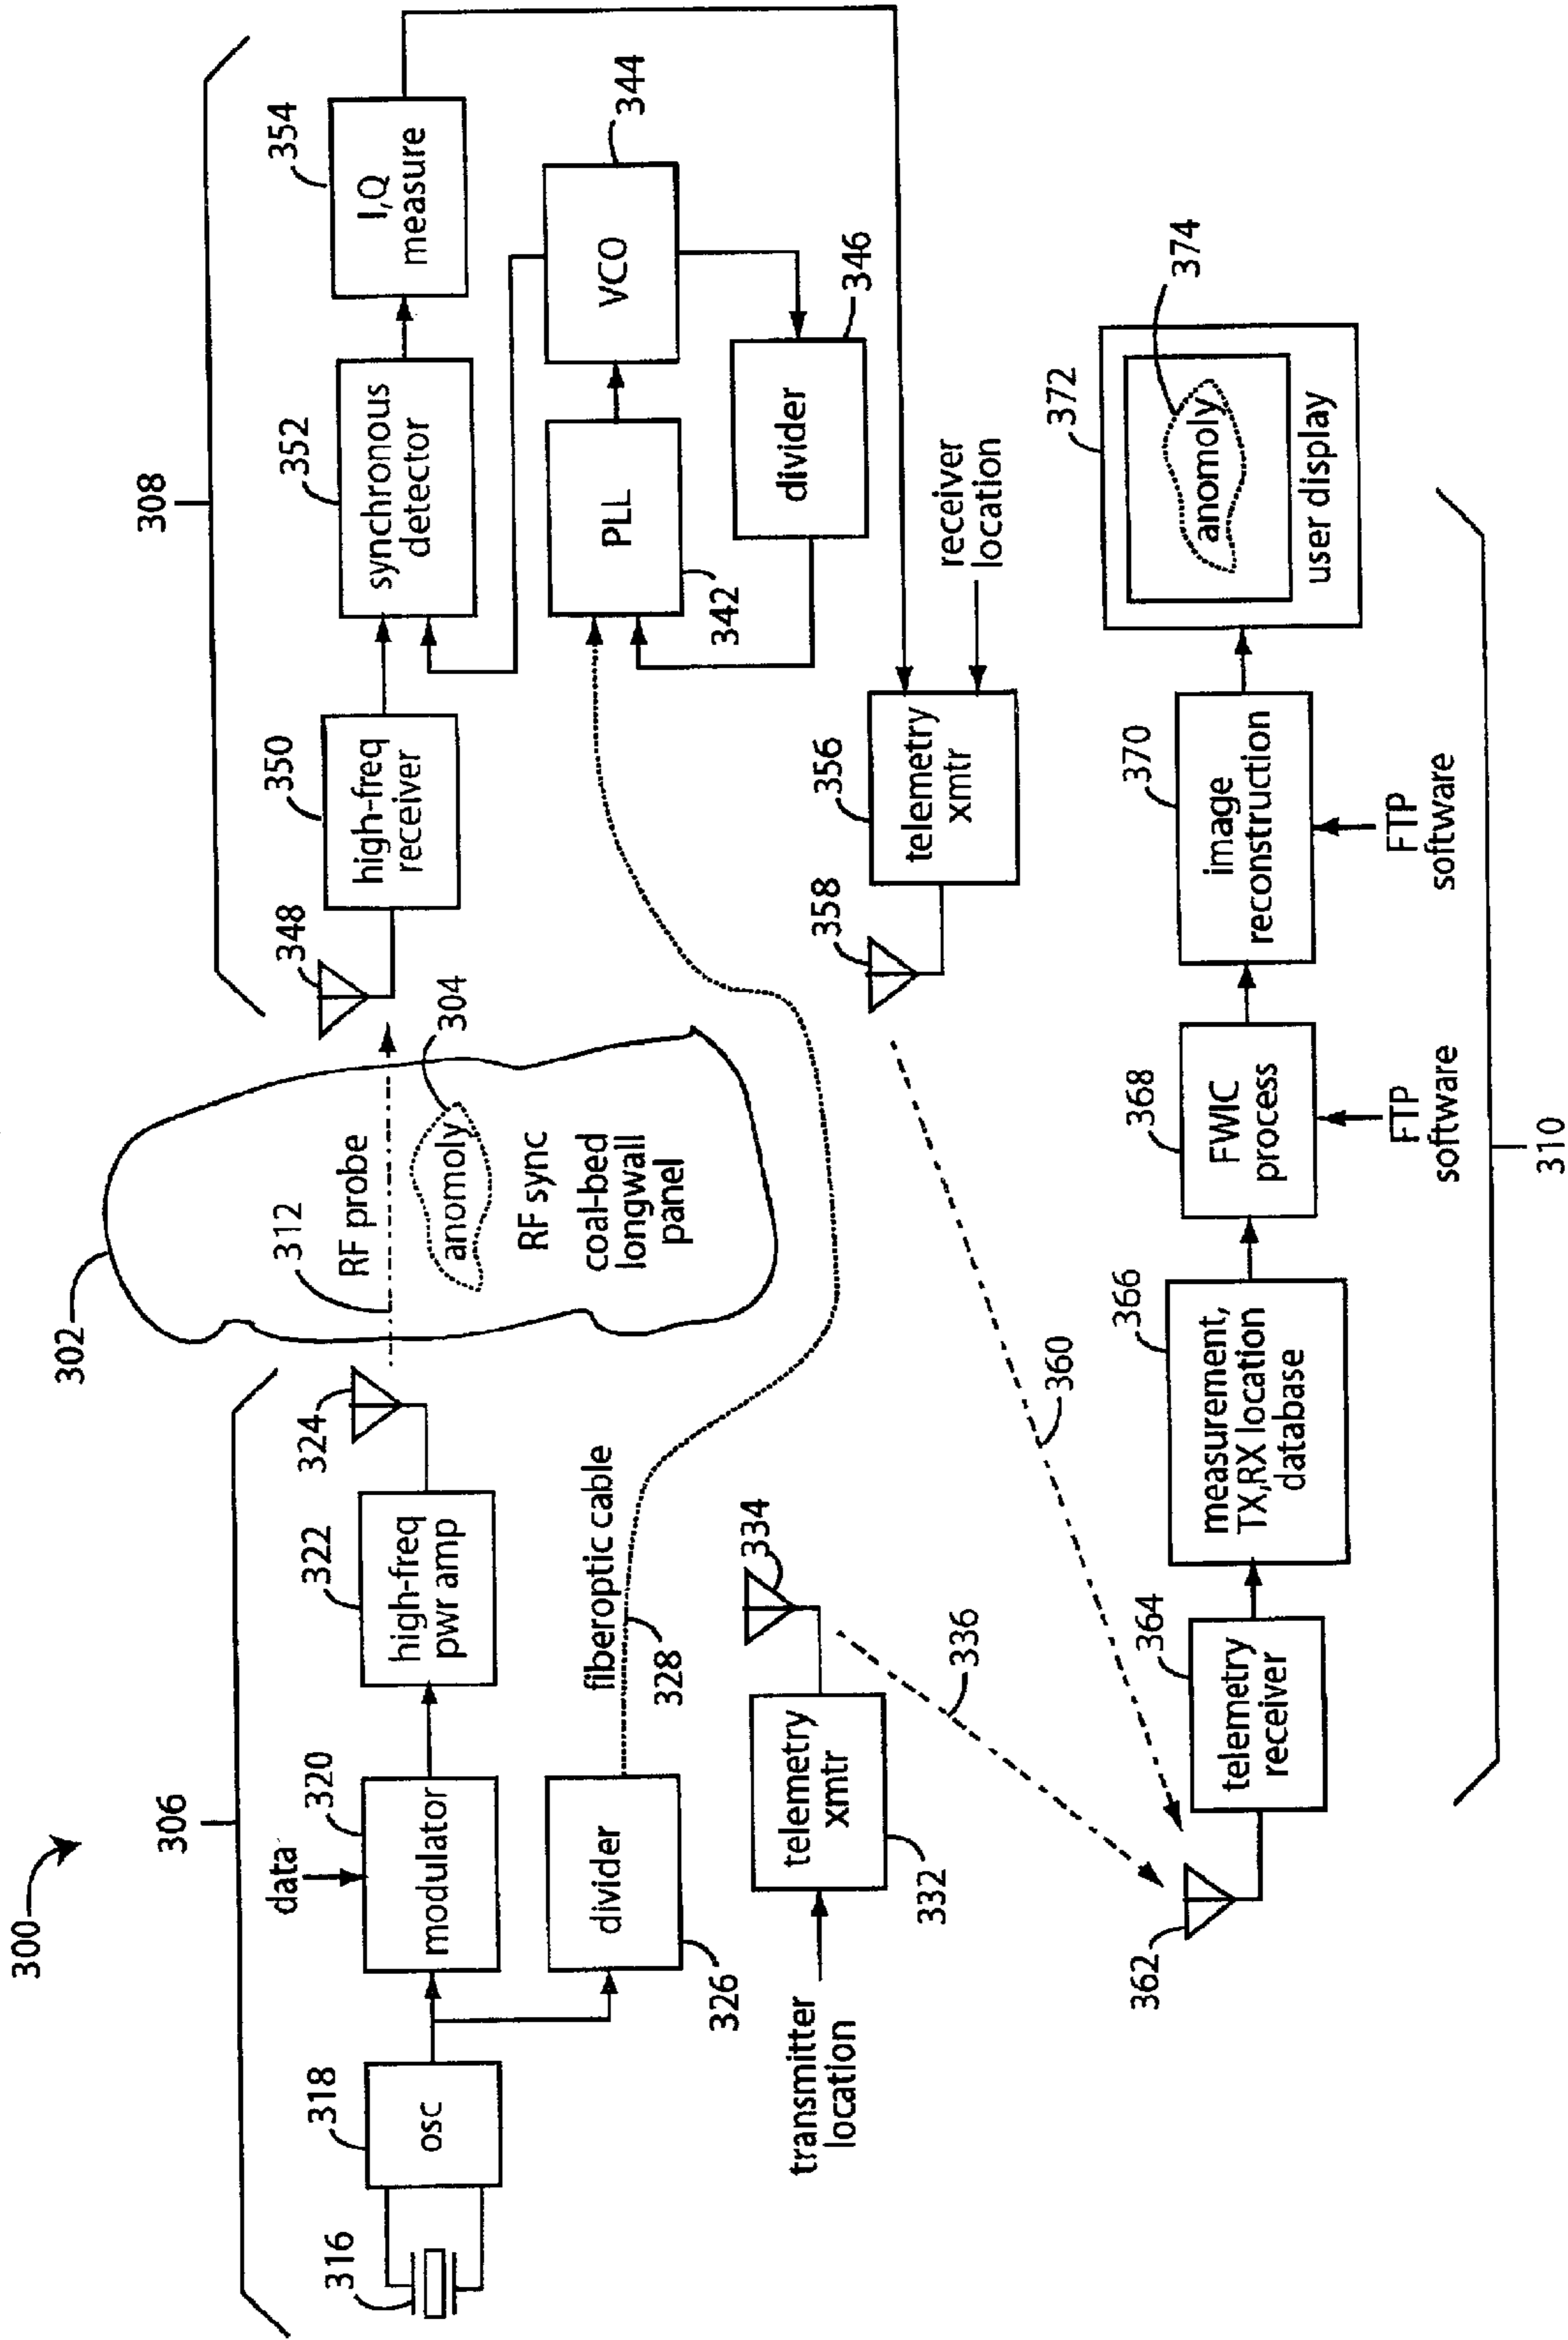 300
306
308
data
316
318
osc
320
modulator
322
high-freq
pwr amp
324
302
312
RF probe
anomoly
304
RF sync
coal-bed
longwall
panel
348
350
high-freq
receiver
352
synchronous
detector
354
I,Q
measure
divider
326
fiberoptic cable
328
PLL
342
VCO
344
divider
346
transmitter
location
telemetry
xmtr
332
334
336
358
356
telemetry
xmtr
receiver
location
360
362
364
telemetry
receiver
366
measurement,
TX,RX location
database
368
FWIC
process
FTP
software
370
image
reconstruction
FTP
software
372
anomoly
374
user display
310